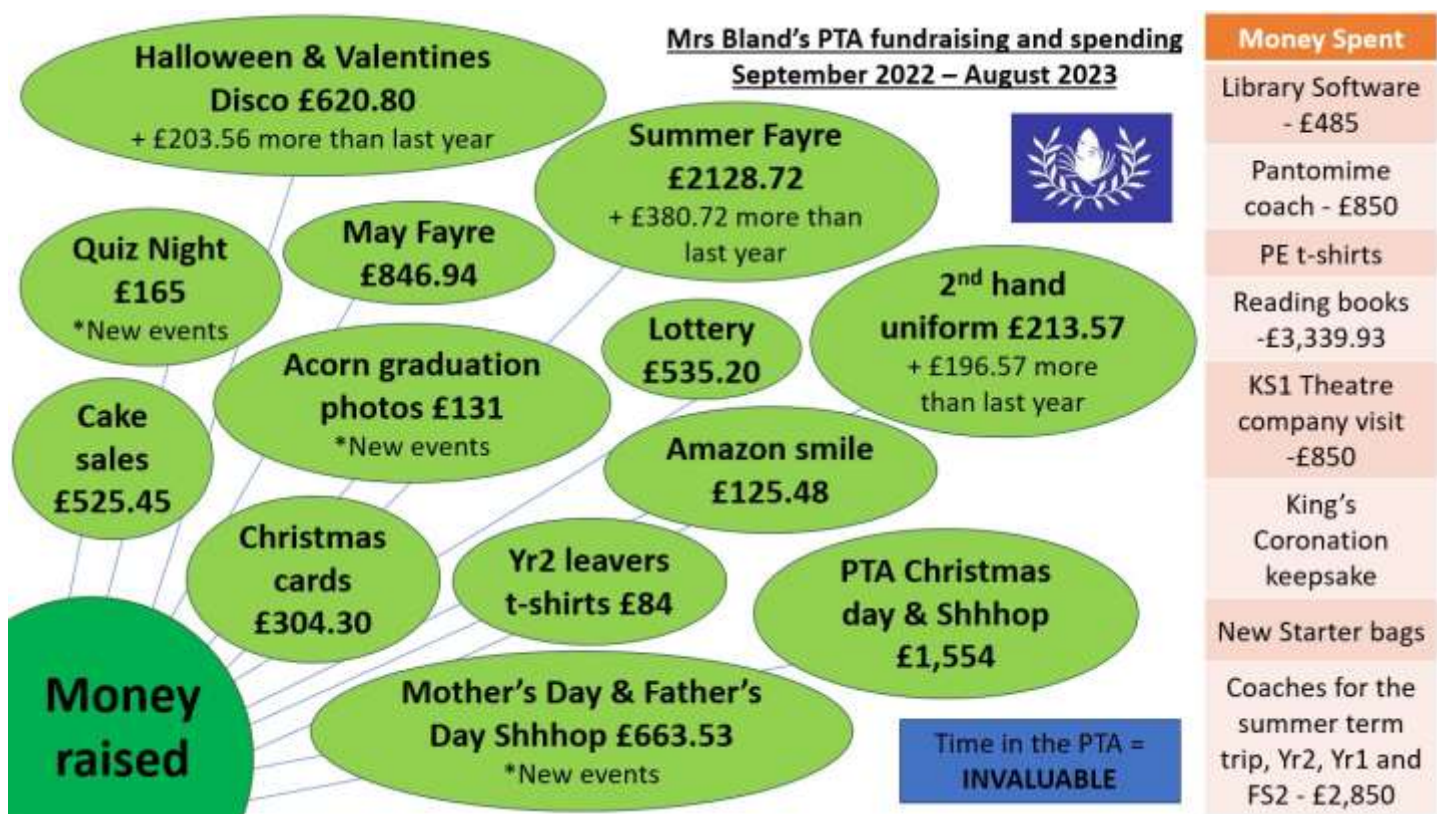 Mrs Bland's PTA fundraising and spending
September 2022 – August 2023
Halloween & Valentines
Disco £620.80
+ £203.56 more than last year
Summer Fayre
£2128.72
+ £380.72 more than
last year
Quiz Night
£165
*New events
May Fayre
£846.94
2nd hand
uniform £213.57
+ £196.57 more
than last year
Lottery
£535.20
Acorn graduation
photos £131
*New events
Cake
sales
£525.45
Amazon smile
£125.48
Christmas
cards
£304.30
Yr2 leavers
t-shirts £84
PTA Christmas
day & Shhhop
£1,554
Mother's Day & Father's
Day Shhhop £663.53
*New events
Money
raised
Time in the PTA =
INVALUABLE
Money Spent
Library Software
- £485
Pantomime
coach - £850
PE t-shirts
Reading books
-£3,339.93
KS1 Theatre
company visit
-£850
King's
Coronation
keepsake
New Starter bags
Coaches for the
summer term
trip, Yr2, Yr1 and
FS2 - £2,850